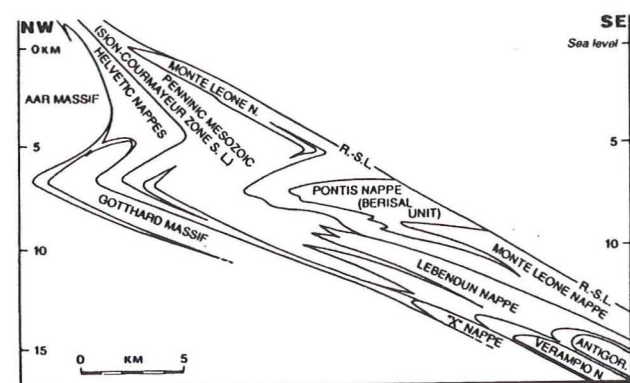 NW
SE
0 KM
Sea level
AAR MASSIF
HELVETIC NAPPES
(SION-COURMAYEUR ZONE S. L.)
PENNINIC MESOZOIC
MONTE LEONE N.
R.-S.L.
5
5
PONTIS NAPPE
(BERISAL
UNIT)
GOTTHARD MASSIF
10
10
MONTE LEONE NAPPE
LEBENDUN NAPPE
R.-S.L.
"X" NAPPE
ANTIGOR.
VERAMPIO N.
15
0 KM 5